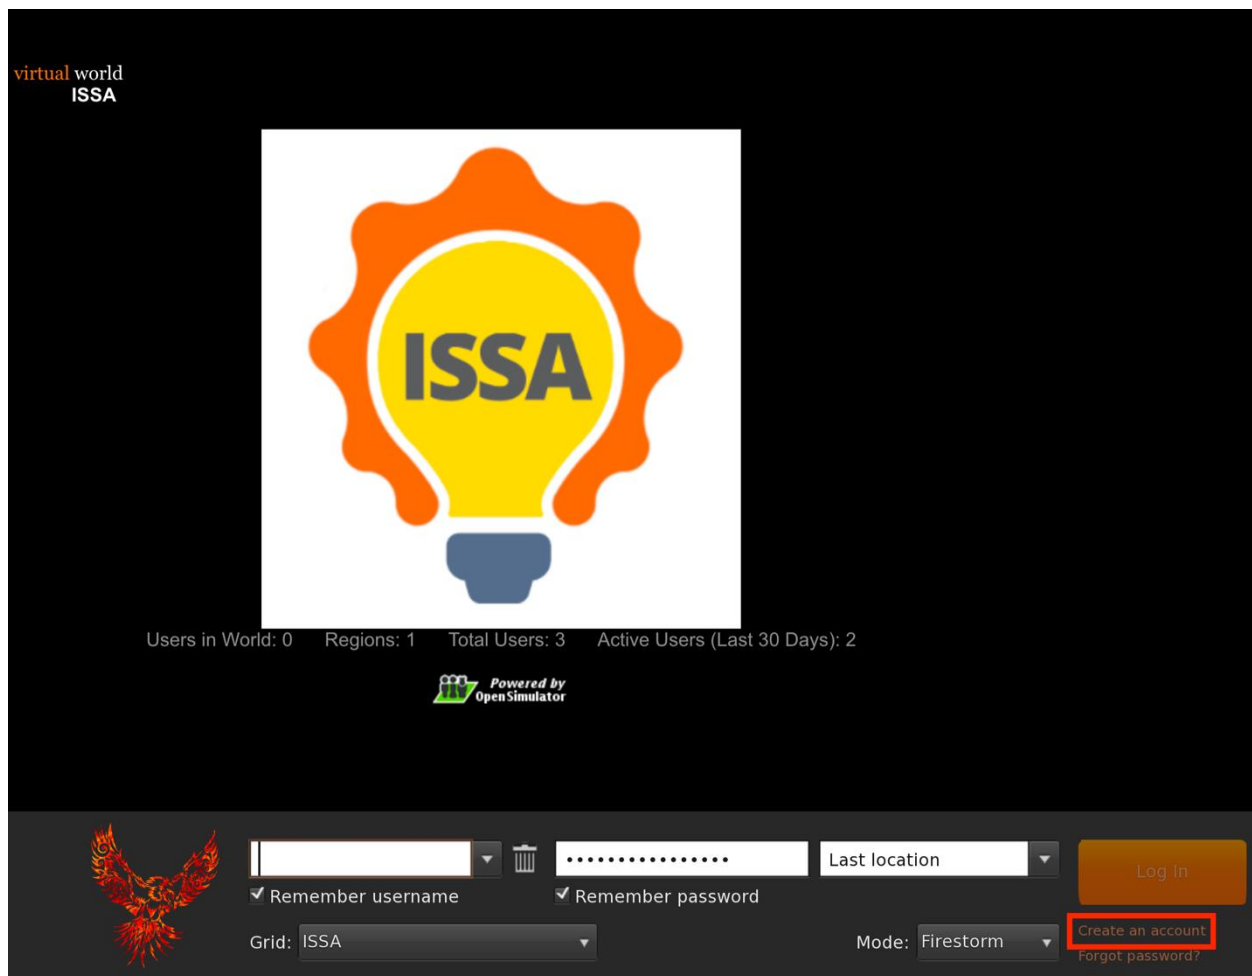 virtual world
ISSA
ISSA
Users in World: 0 Regions: 1 Total Users: 3 Active Users (Last 30 Days): 2
Powered by
OpenSimulator
Last location
Log In
Remember username
Remember password
Create an account
Grid: ISSA
Mode: Firestorm
Forgot password?